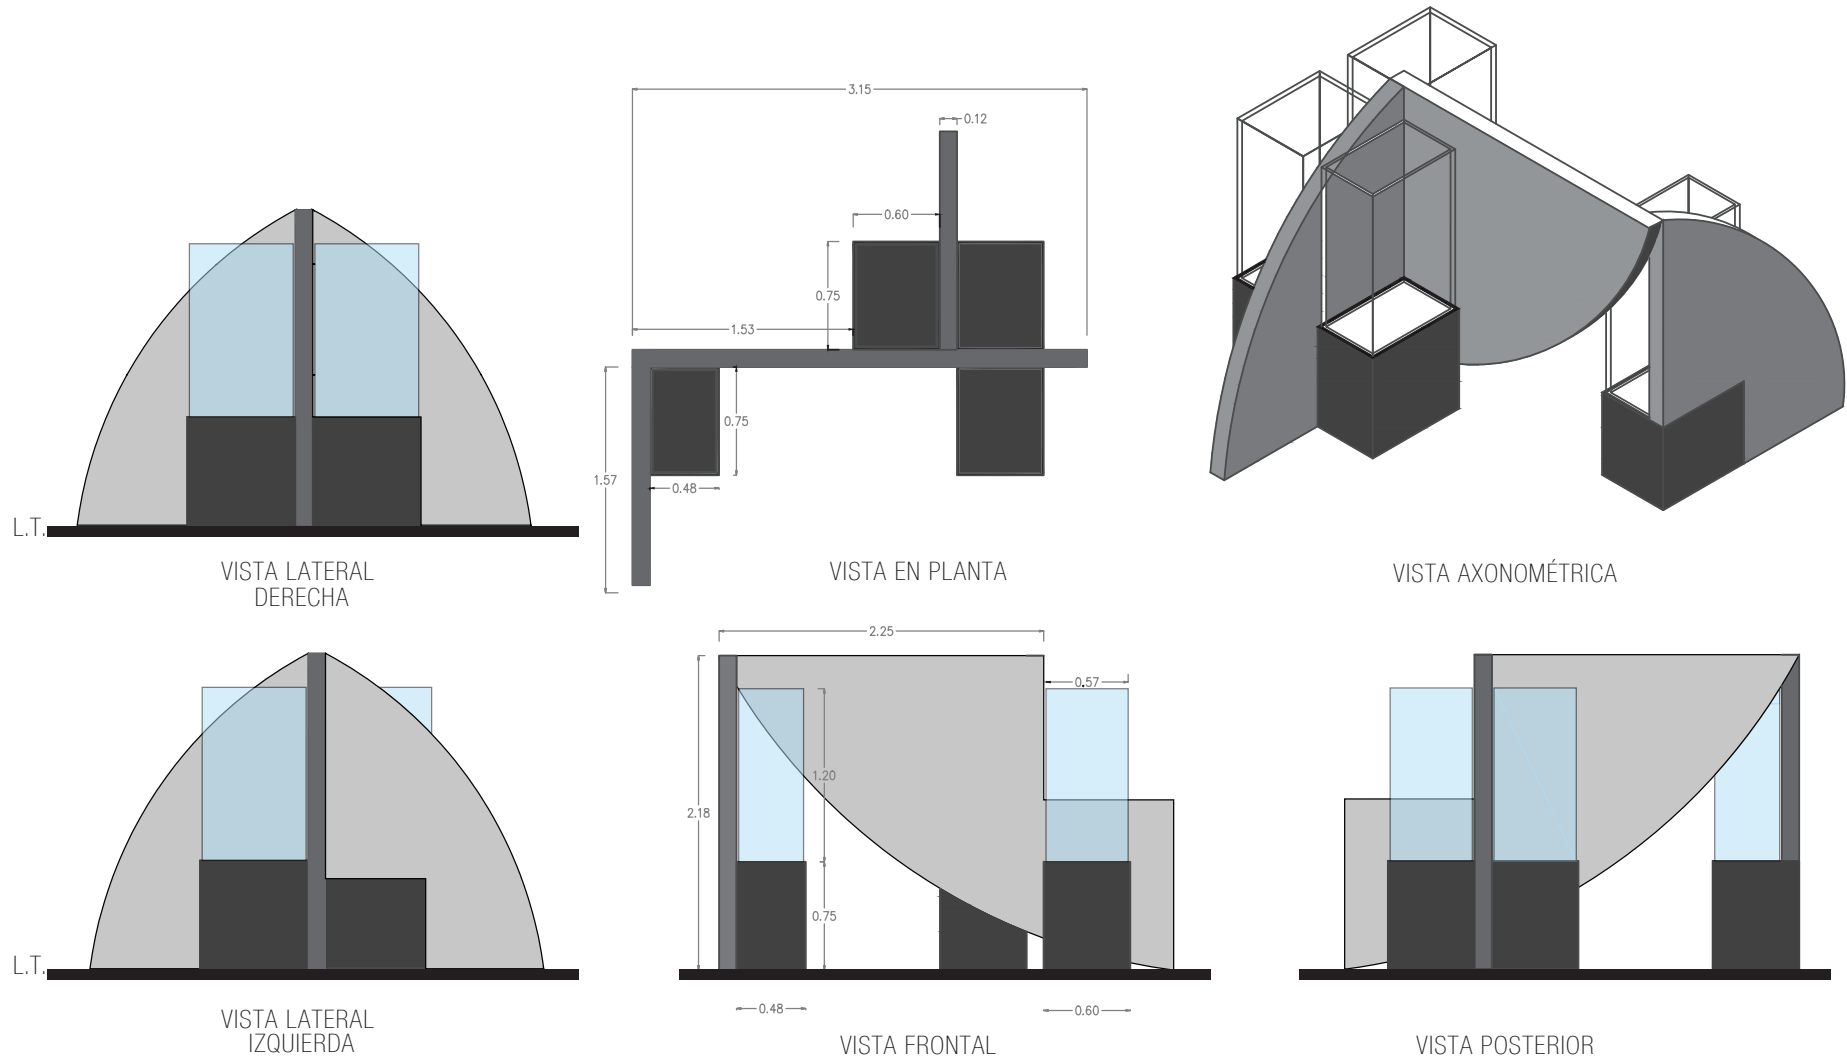 3.15
0.12
0.60
0.75
1.53
0.75
1.57
0.48
L.T.
VISTA LATERAL
DERECHA
VISTA EN PLANTA
VISTA AXONOMÉTRICA
2.25
0.57
1.20
2.18
0.75
L.T.
0.48
0.60
VISTA LATERAL
IZQUIERDA
VISTA FRONTAL
VISTA POSTERIOR